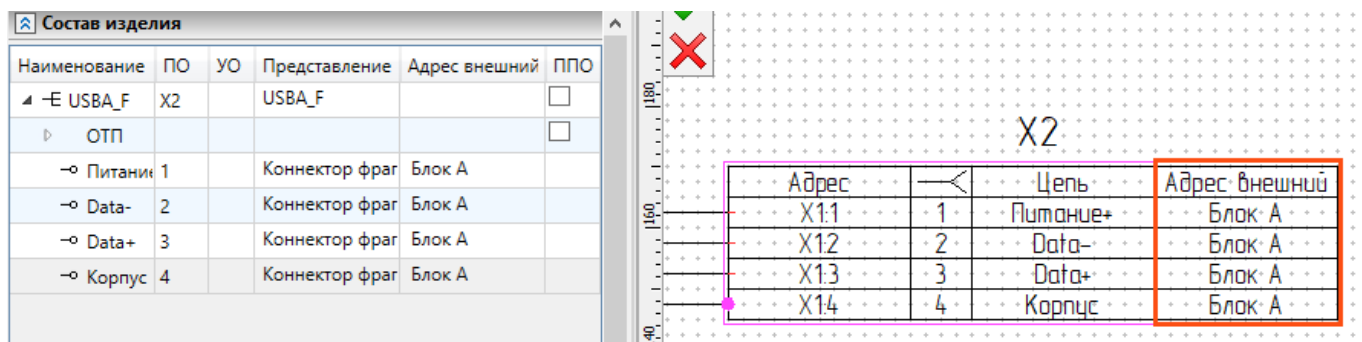 Состав изделия
Наименование ПО УО Представление Адрес внешний ППО
USBA_F X2 USBA_F
ОТП
Питание 1 Коннектор фраг Блок А
Data- 2 Коннектор фраг Блок А
Data+ 3 Коннектор фраг Блок А
Корпус 4 Коннектор фраг Блок А
180
160
X2
Адрес Цепь Адрес внешний
X1:1 1 Питание+ Блок А
X1:2 2 Data- Блок А
X1:3 3 Data+ Блок А
X1:4 4 Корпус Блок А